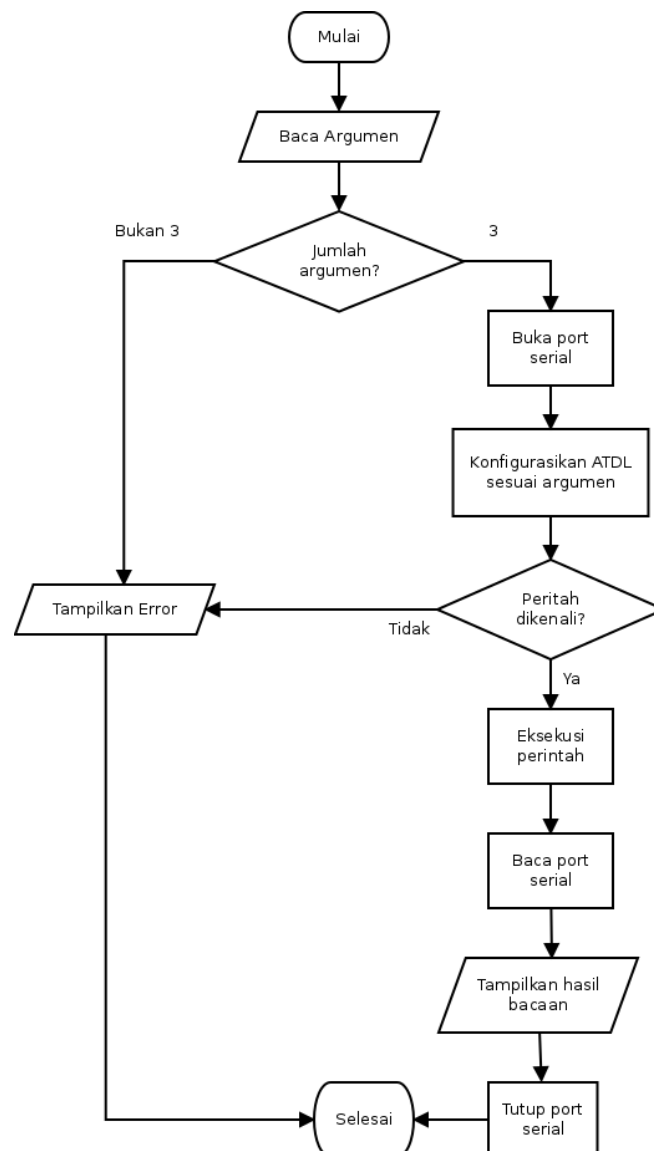 Mulai
Baca Argumen
Bukan 3
3
Jumlah
argumen?
Buka port
serial
Konfigurasikan ATDL
sesuai argumen
Peritah
dikenali?
Tampilkan Error
Tidak
Ya
Eksekusi
perintah
Baca port
serial
Tampilkan hasil
bacaan
Selesai
Tutup port
serial